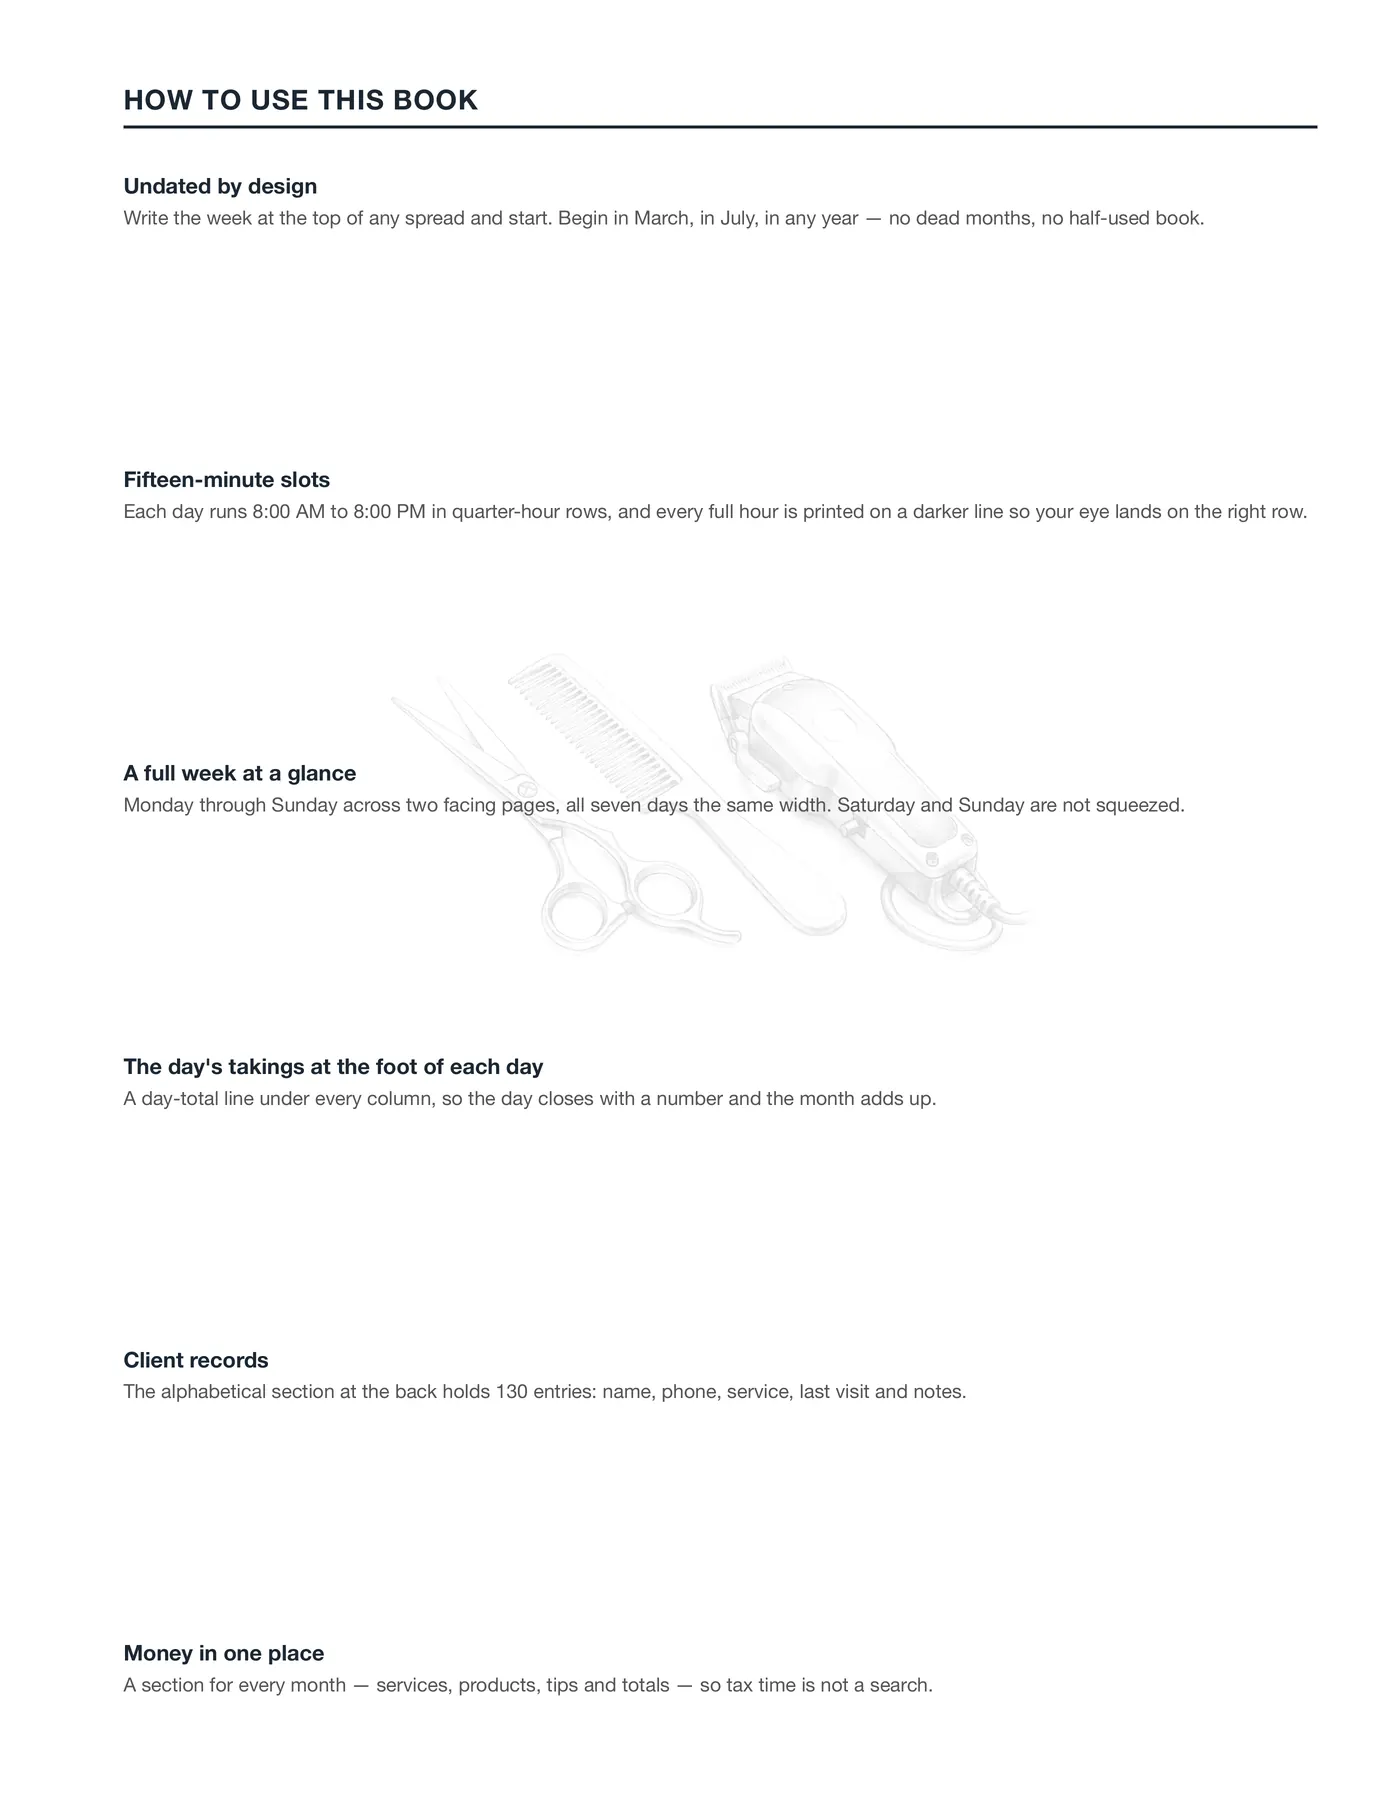 HOW TO USE THIS BOOK
Undated by design
Write the week at the top of any spread and start. Begin in March, in July, in any year — no dead months, no half-used book.
Fifteen-minute slots
Each day runs 8:00 AM to 8:00 PM in quarter-hour rows, and every full hour is printed on a darker line so your eye lands on the right row.
A full week at a glance
Monday through Sunday across two facing pages, all seven days the same width. Saturday and Sunday are not squeezed.
The day's takings at the foot of each day
A day-total line under every column, so the day closes with a number and the month adds up.
Client records
The alphabetical section at the back holds 130 entries: name, phone, service, last visit and notes.
Money in one place
A section for every month — services, products, tips and totals — so tax time is not a search.